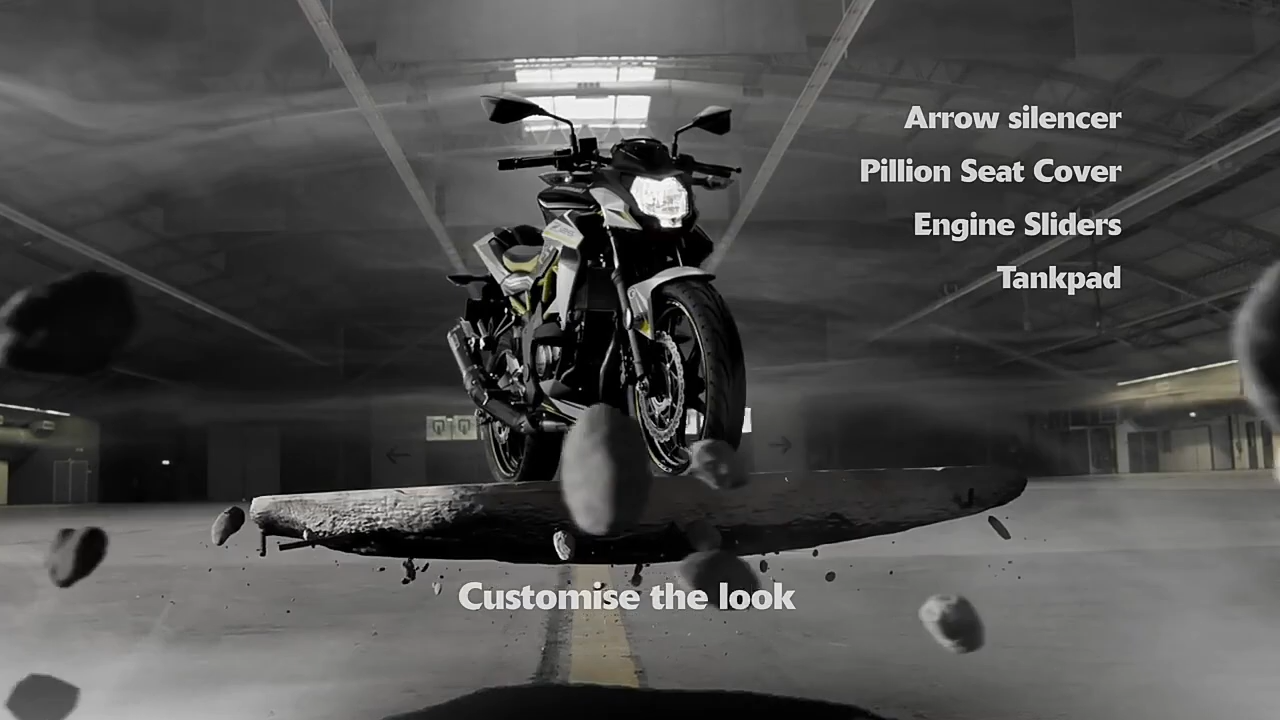 Arrow silencer
Pillion Seat Cover
Engine Sliders
Tankpad
Customise the look